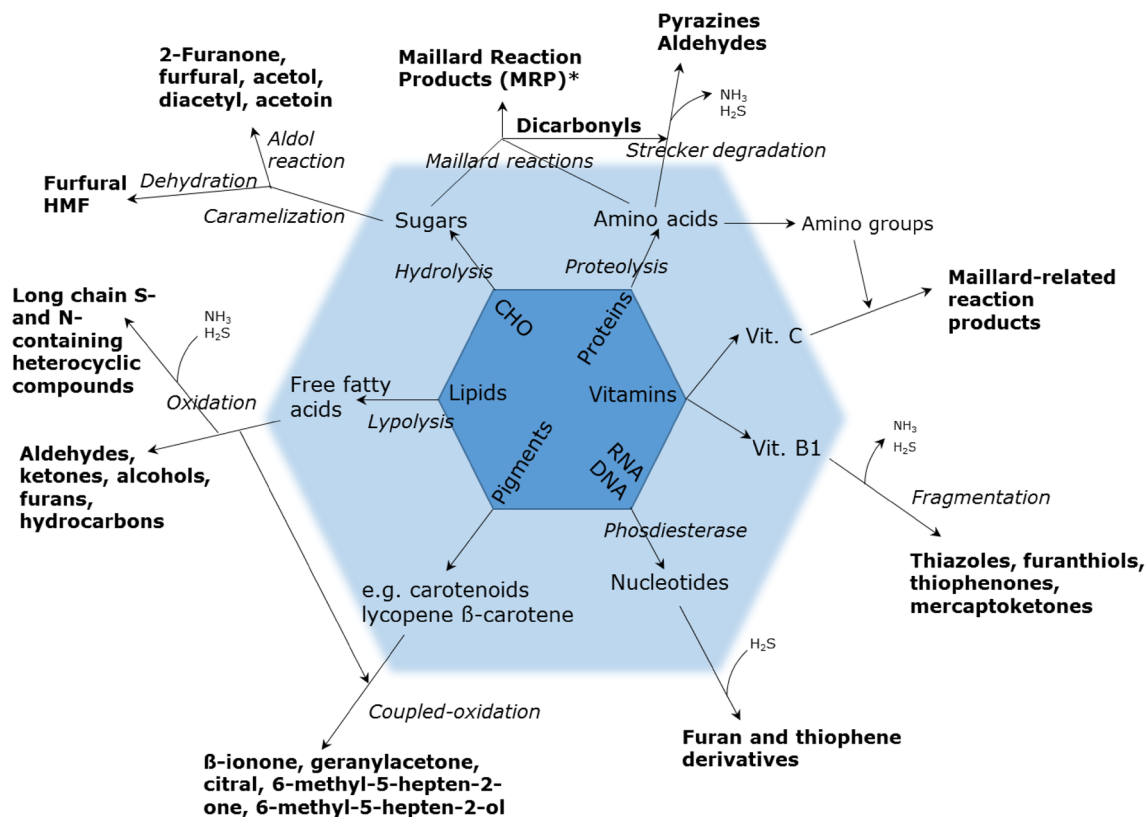 Pyrazines
Aldehydes
2-Furanone,
furfural, acetol,
diacetyl, acetoin
Maillard Reaction
Products (MRP)*
NH₃
H₂S
Dicarbonyls
Aldol
reaction
Maillard reactions
Strecker degradation
Furfural
HMF
Dehydration
Caramelization
Sugars
Amino acids
Amino groups
Hydrolysis
Proteolysis
Maillard-related
reaction
products
Long chain S-
and N-
containing
heterocyclic
compounds
NH₃
H₂S
CHO
Proteins
Vit. C
Free fatty
acids
Lipids
Vitamins
Oxidation
Lypolysis
Pigments
RNA
DNA
Vit. B1
NH₃
H₂S
Aldehydes,
ketones, alcohols,
furans,
hydrocarbons
Fragmentation
Phosdiesterase
Thiazoles, furanthiols,
thiophenones,
mercaptoketones
e.g. carotenoids
lycopene ß-carotene
Nucleotides
H₂S
Coupled-oxidation
Furan and thiophene
derivatives
ß-ionone, geranylacetone,
citral, 6-methyl-5-hepten-2-
one, 6-methyl-5-hepten-2-ol